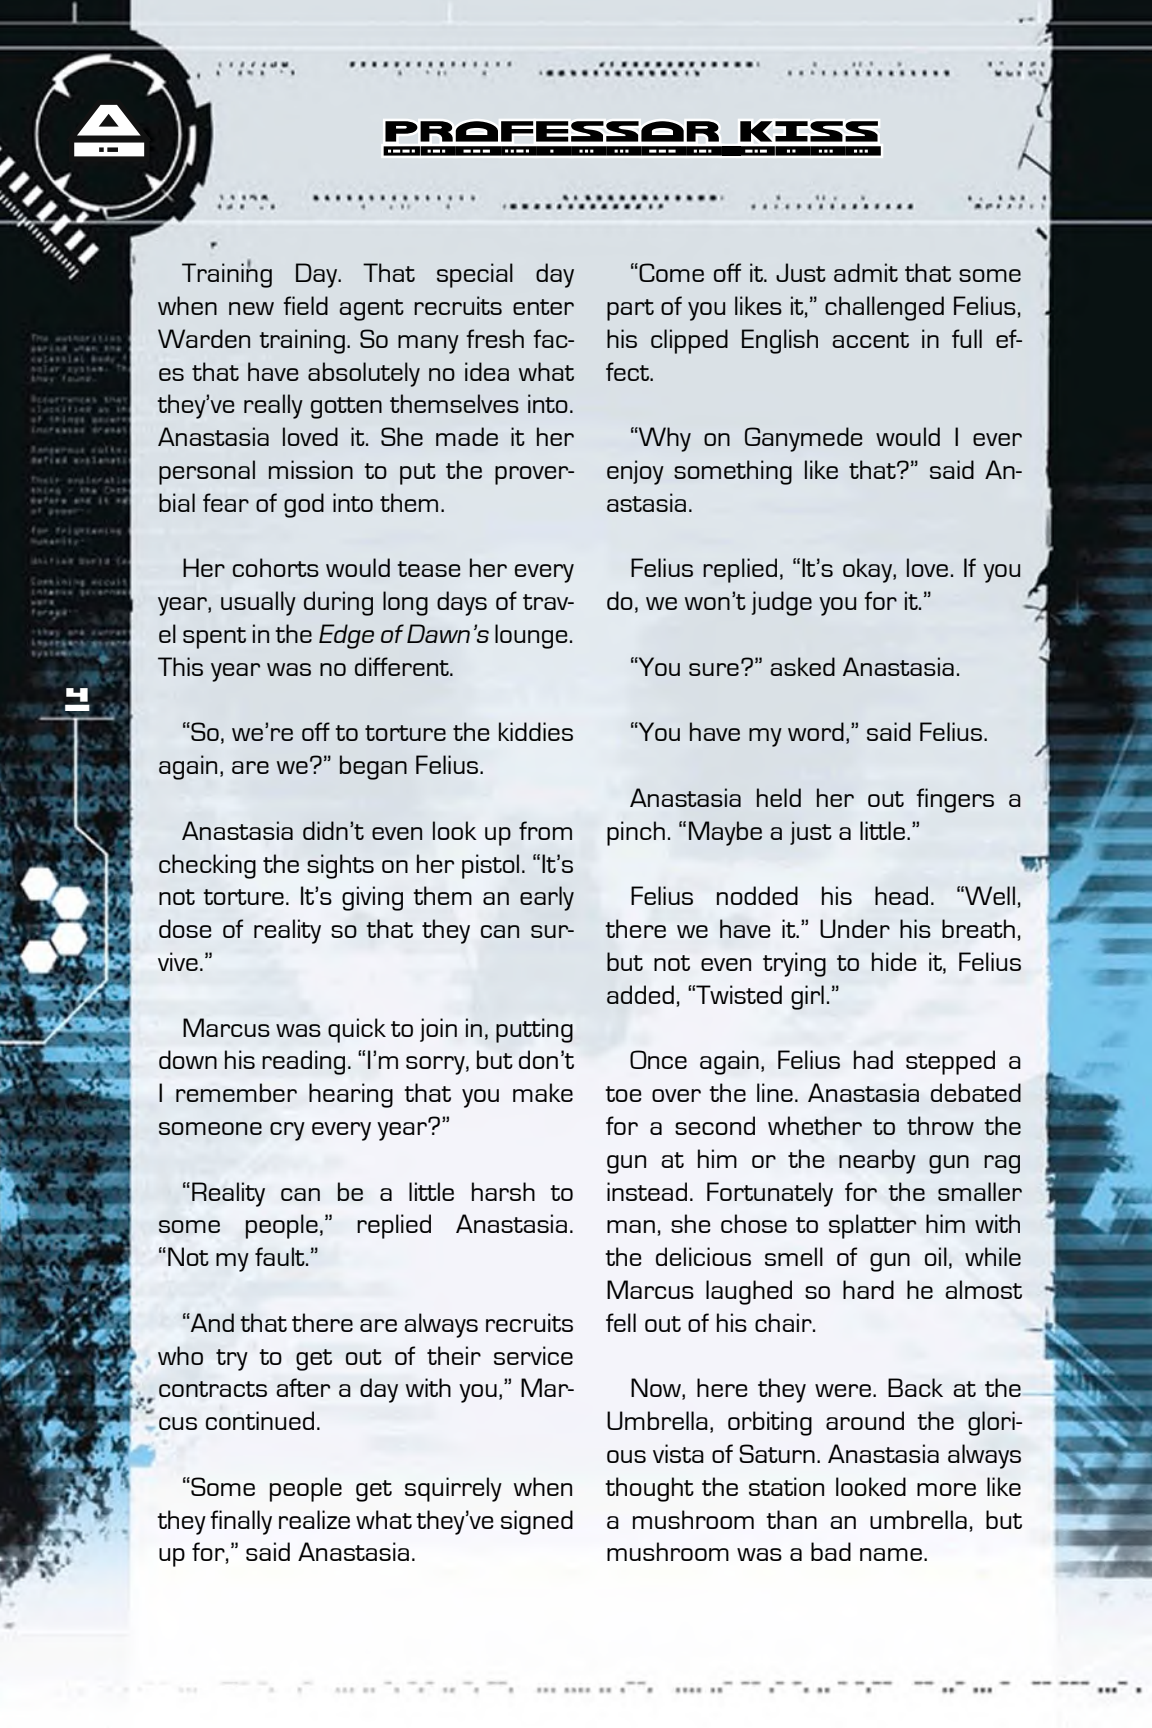 PROFESSOR KISS
Training Day. That special day
when new field agent recruits enter
Warden training. So many fresh fac-
es that have absolutely no idea what
they've really gotten themselves into.
Anastasia loved it. She made it her
personal mission to put the prover-
bial fear of god into them.
Her cohorts would tease her every
year, usually during long days of trav-
el spent in the Edge of Dawn's lounge.
This year was no different.
“So, we're off to torture the kiddies
again, are we?” began Felius.
Anastasia didn't even look up from
checking the sights on her pistol. “It's
not torture. It's giving them an early
dose of reality so that they can sur-
vive.”
Marcus was quick to join in, putting
down his reading. “I'm sorry, but don't
I remember hearing that you make
someone cry every year?”
“Reality can be a little harsh to
some people,” replied Anastasia.
“Not my fault.”
“And that there are always recruits
who try to get out of their service
contracts after a day with you,” Mar-
cus continued.
“Some people get squirrely when
they finally realize what they've signed
up for,” said Anastasia.
“Come off it. Just admit that some
part of you likes it,” challenged Felius,
his clipped English accent in full ef-
fect.
“Why on Ganymede would I ever
enjoy something like that?” said An-
astasia.
Felius replied, “It's okay, love. If you
do, we won't judge you for it.”
“You sure?” asked Anastasia.
“You have my word,” said Felius.
Anastasia held her out fingers a
pinch. “Maybe a just a little.”
Felius nodded his head. “Well,
there we have it.” Under his breath,
but not even trying to hide it, Felius
added, “Twisted girl.”
Once again, Felius had stepped a
toe over the line. Anastasia debated
for a second whether to throw the
gun at him or the nearby gun rag
instead. Fortunately for the smaller
man, she chose to splatter him with
the delicious smell of gun oil, while
Marcus laughed so hard he almost
fell out of his chair.
Now, here they were. Back at the
Umbrella, orbiting around the glori-
ous vista of Saturn. Anastasia always
thought the station looked more like
a mushroom than an umbrella, but
mushroom was a bad name.
4